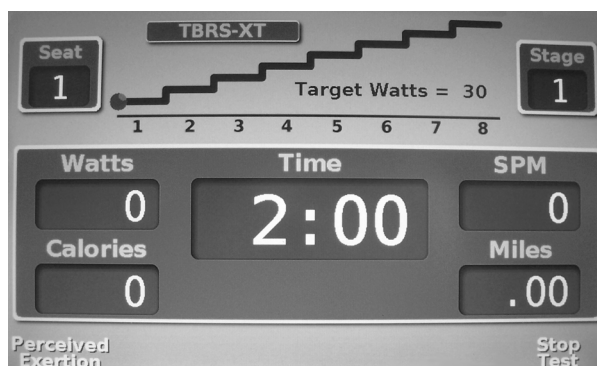 TBRS-XT
Seat
1
Stage
1
Target Watts = 30
1 2 3 4 5 6 7 8
Watts
0
Time
2:00
SPM
0
Calories
0
Miles
.00
Perceived
Exertion
Stop
Test